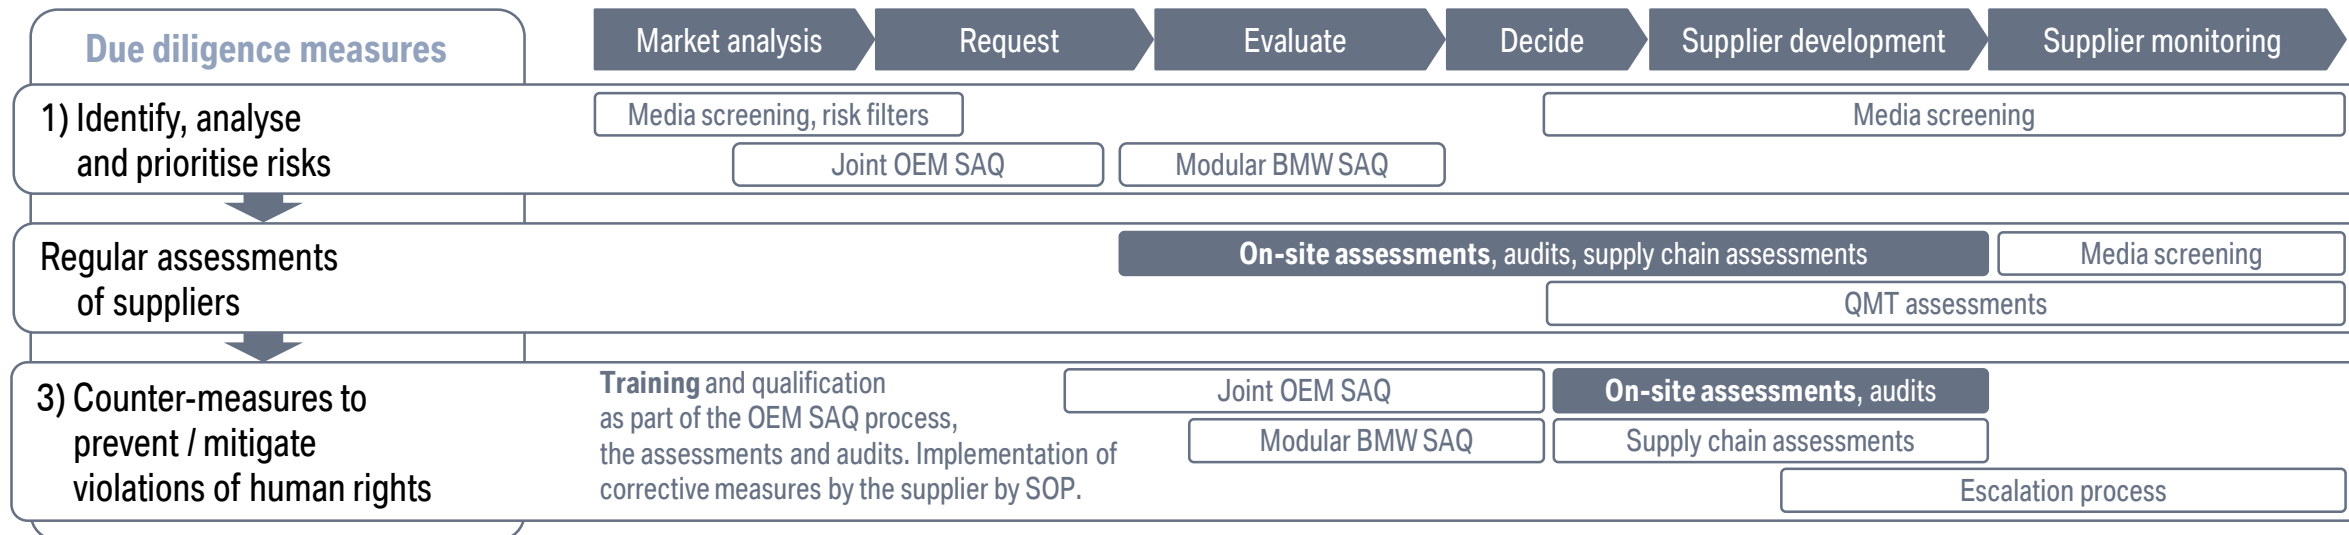 Due diligence measures
Market analysis
Request
Evaluate
Decide
Supplier development
Supplier monitoring
1) Identify, analyse
and prioritise risks
Media screening, risk filters
Media screening
Joint OEM SAQ
Modular BMW SAQ
Regular assessments
of suppliers
On-site assessments, audits, supply chain assessments
Media screening
QMT assessments
3) Counter-measures to
prevent / mitigate
violations of human rights
Training and qualification
as part of the OEM SAQ process,
the assessments and audits. Implementation of
corrective measures by the supplier by SOP.
Joint OEM SAQ
On-site assessments, audits
Modular BMW SAQ
Supply chain assessments
Escalation process